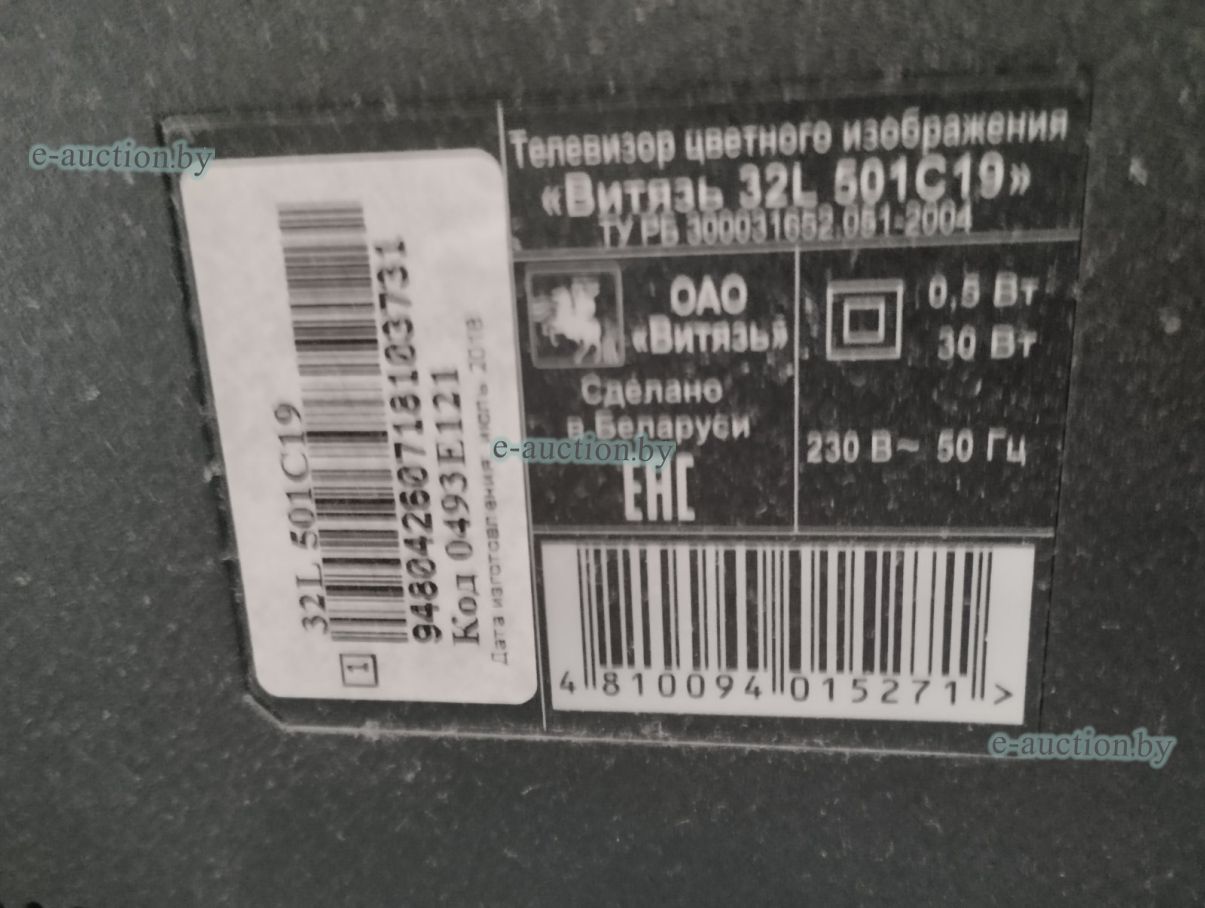 Телевизор цветного изображения
«Витязь 32L 501C19»
ТУ РБ 300031652.051-2004
ОАО
«Витязь»
Сделано
в Беларуси
EAC
0,5 Вт
30 Вт
230 В~ 50 Гц
4 810094 015271 >
1
32L 501C19
94804260718103731
Код 0493E121
Дата изготовления июль 2018
e-auction.by
e-auction.by
e-auction.by